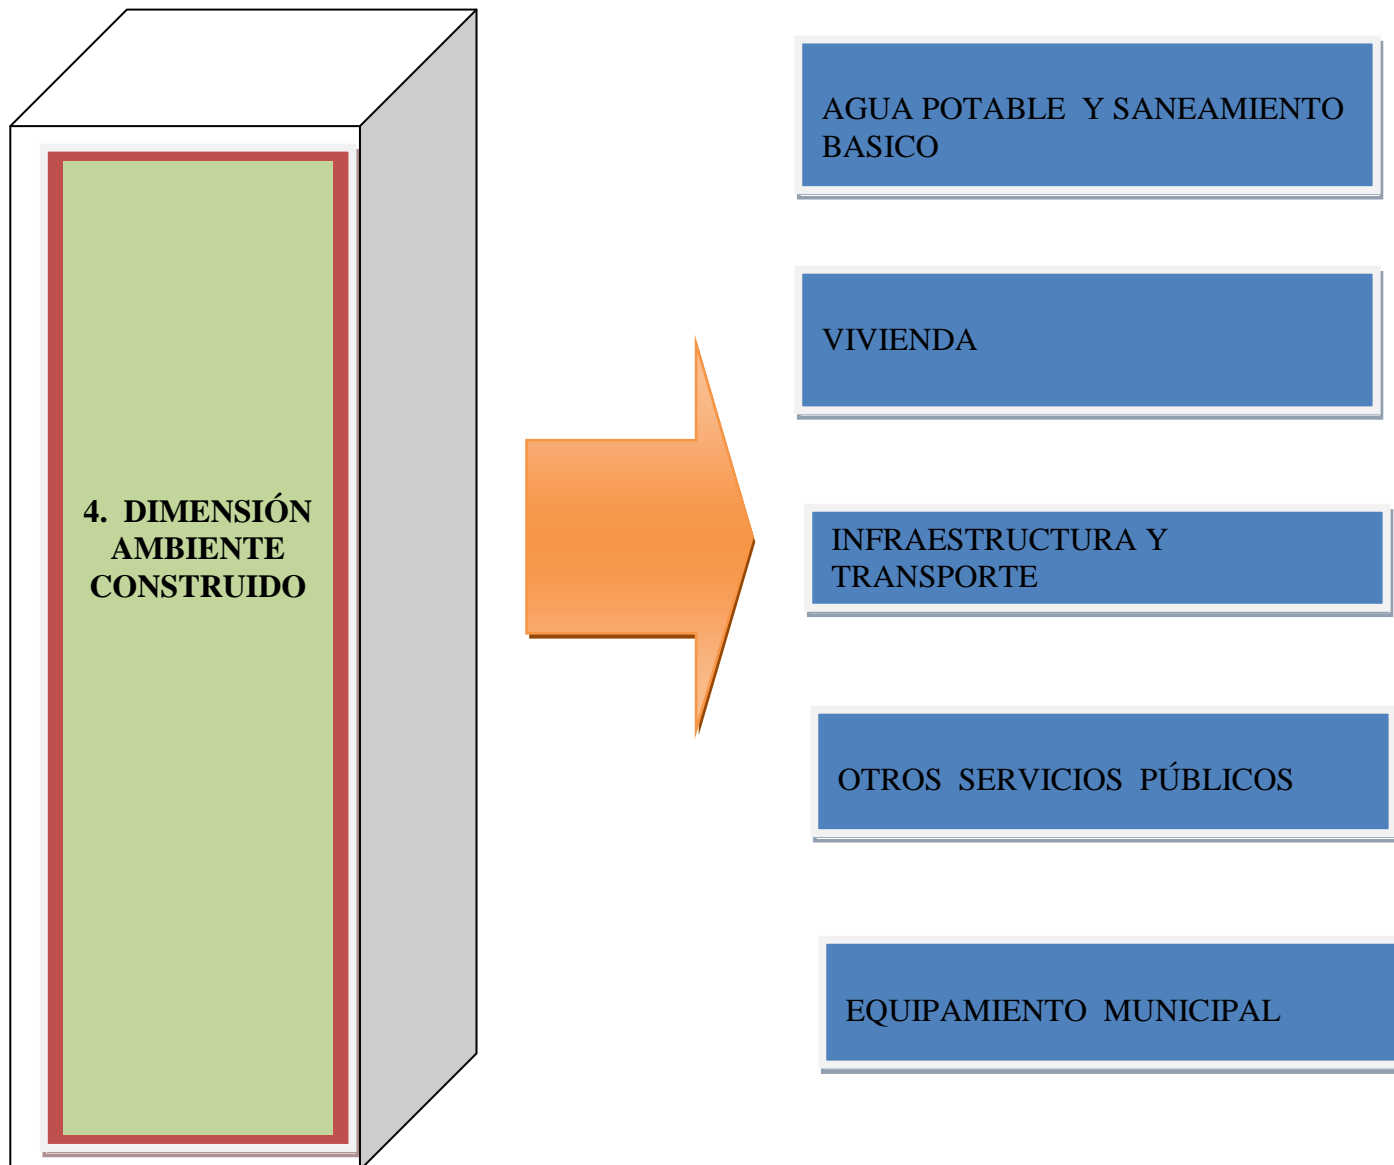 4. DIMENSIÓN
AMBIENTE
CONSTRUIDO
AGUA POTABLE Y SANEAMIENTO
BASICO
VIVIENDA
INFRAESTRUCTURA Y
TRANSPORTE
OTROS SERVICIOS PÚBLICOS
EQUIPAMIENTO MUNICIPAL